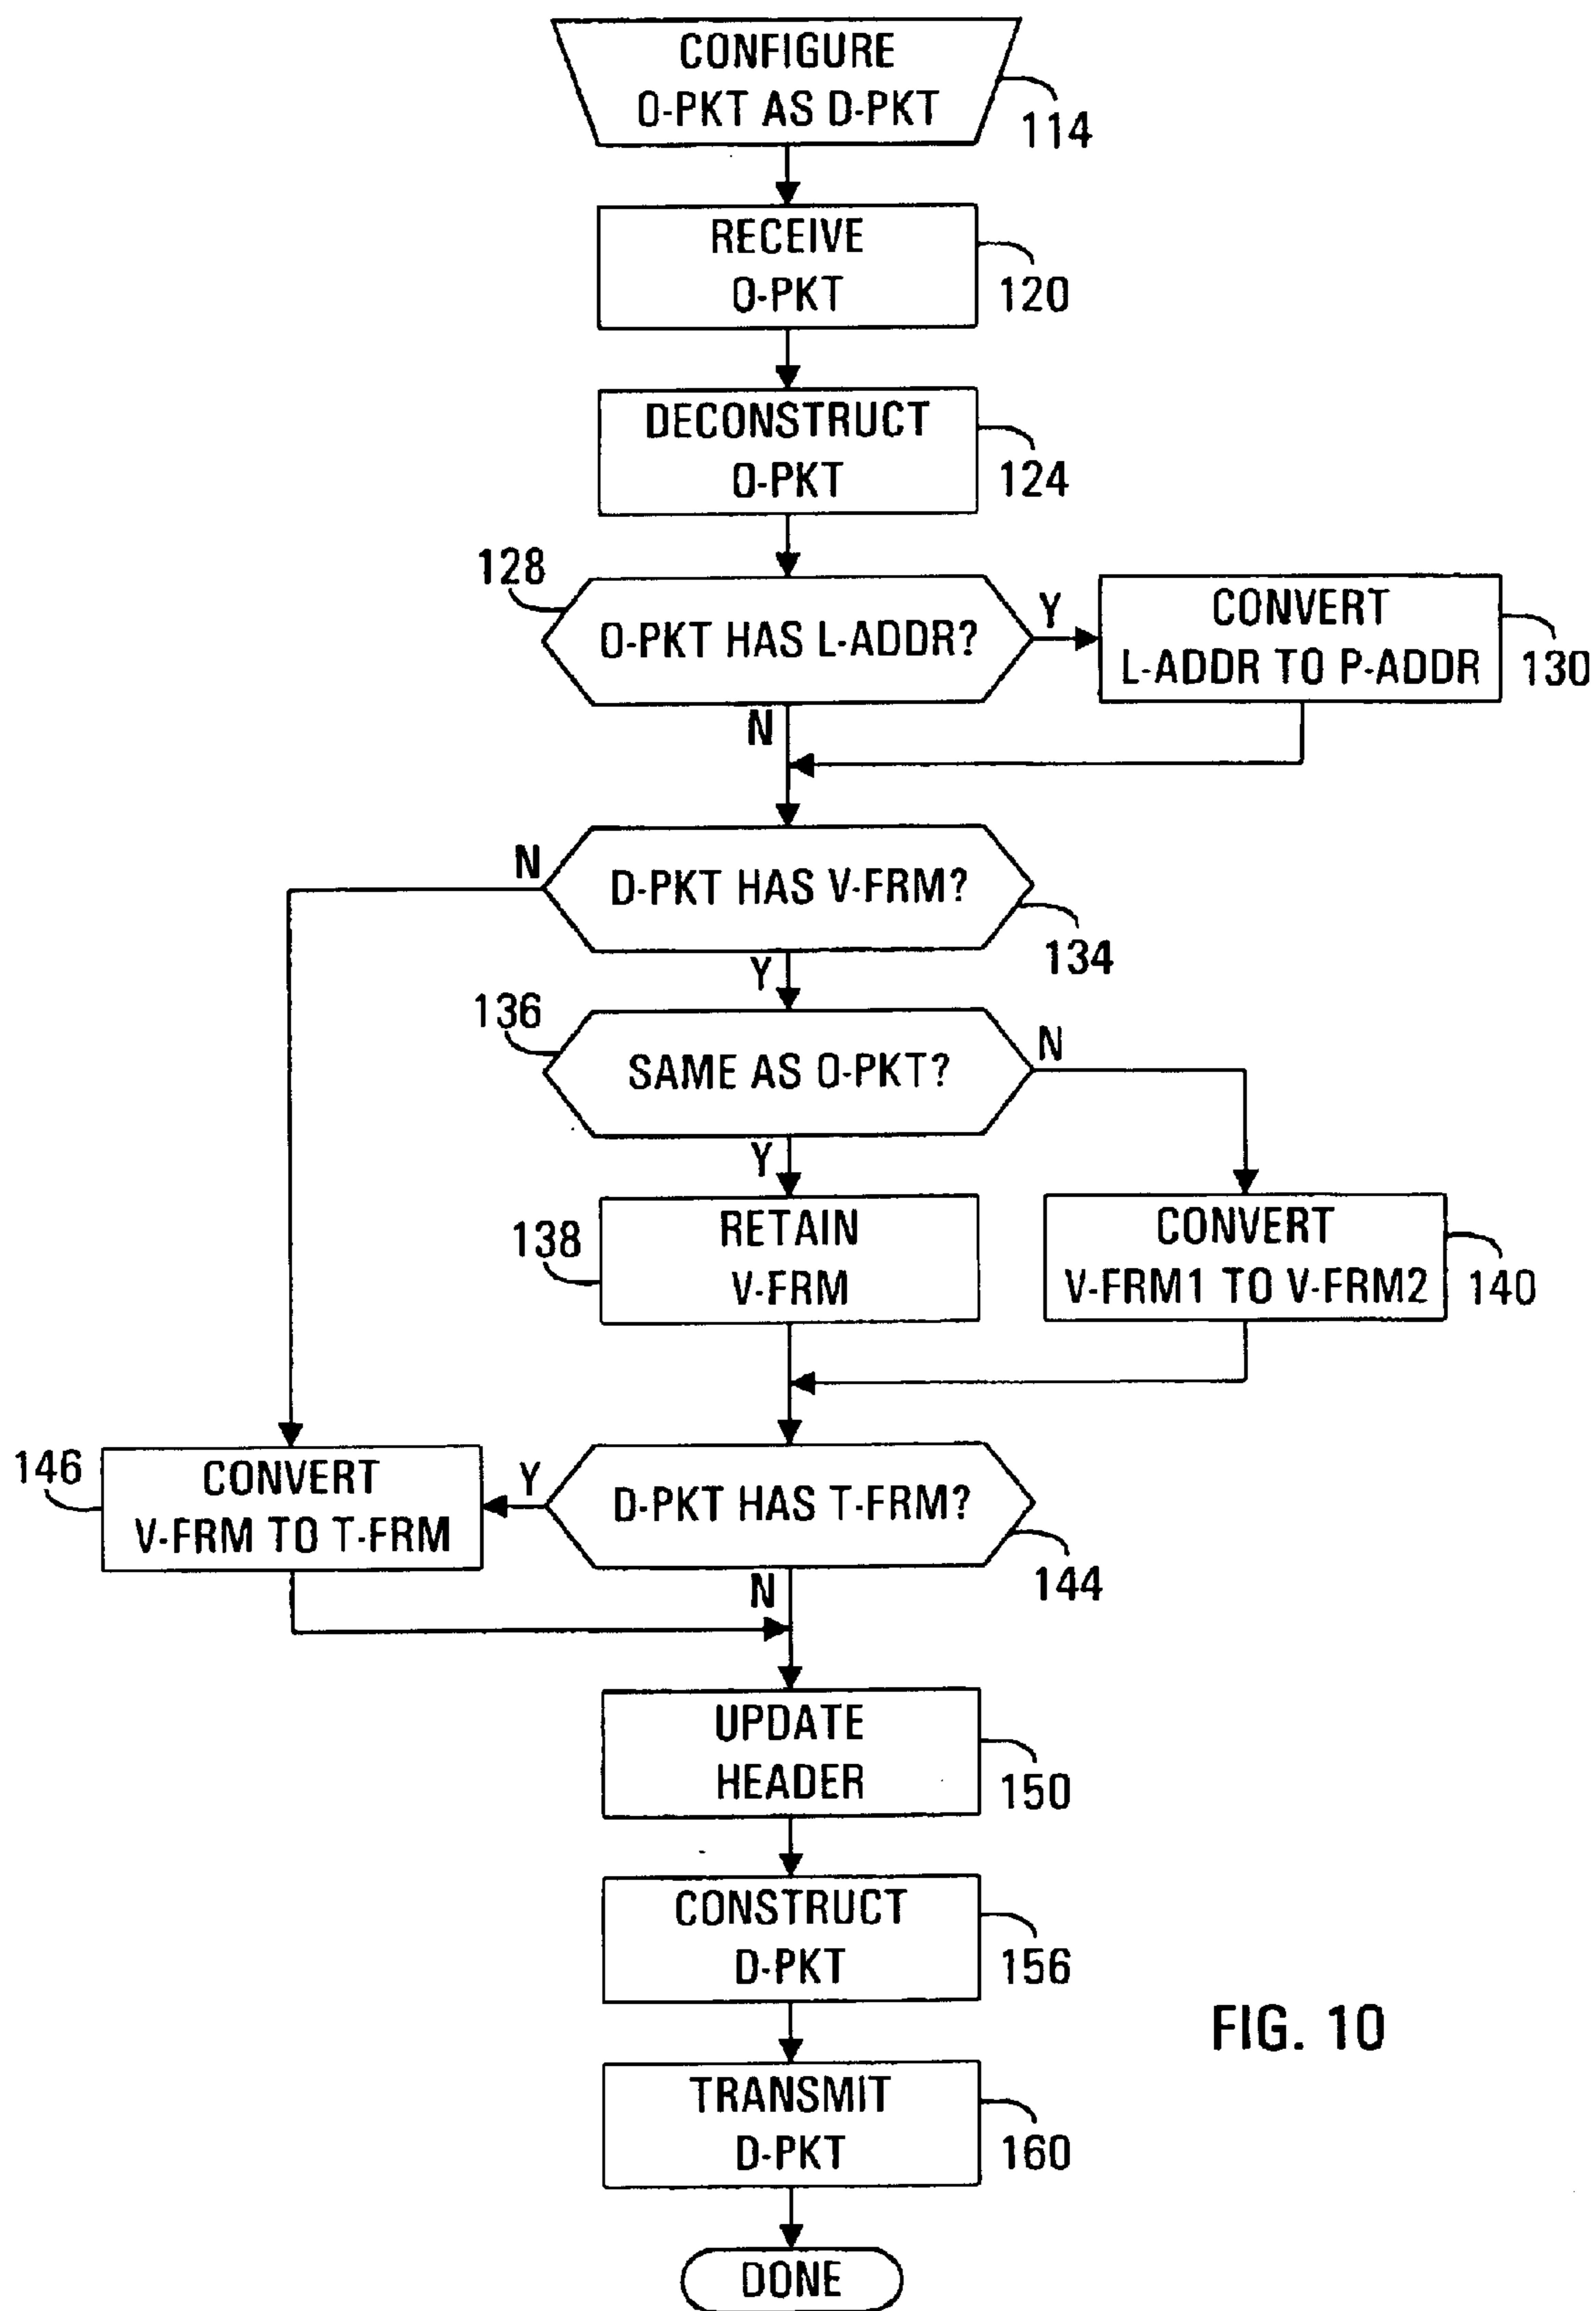 CONFIGURE
O-PKT AS D-PKT
114
RECEIVE
O-PKT
120
DECONSTRUCT
O-PKT
124
128
O-PKT HAS L-ADDR?
Y
CONVERT
L-ADDR TO P-ADDR
130
N
N
D-PKT HAS V-FRM?
134
Y
136
SAME AS O-PKT?
N
Y
138
RETAIN
V-FRM
CONVERT
V-FRM1 TO V-FRM2
140
146
CONVERT
V-FRM TO T-FRM
Y
D-PKT HAS T-FRM?
144
N
UPDATE
HEADER
150
CONSTRUCT
D-PKT
156
FIG. 10
TRANSMIT
D-PKT
160
DONE